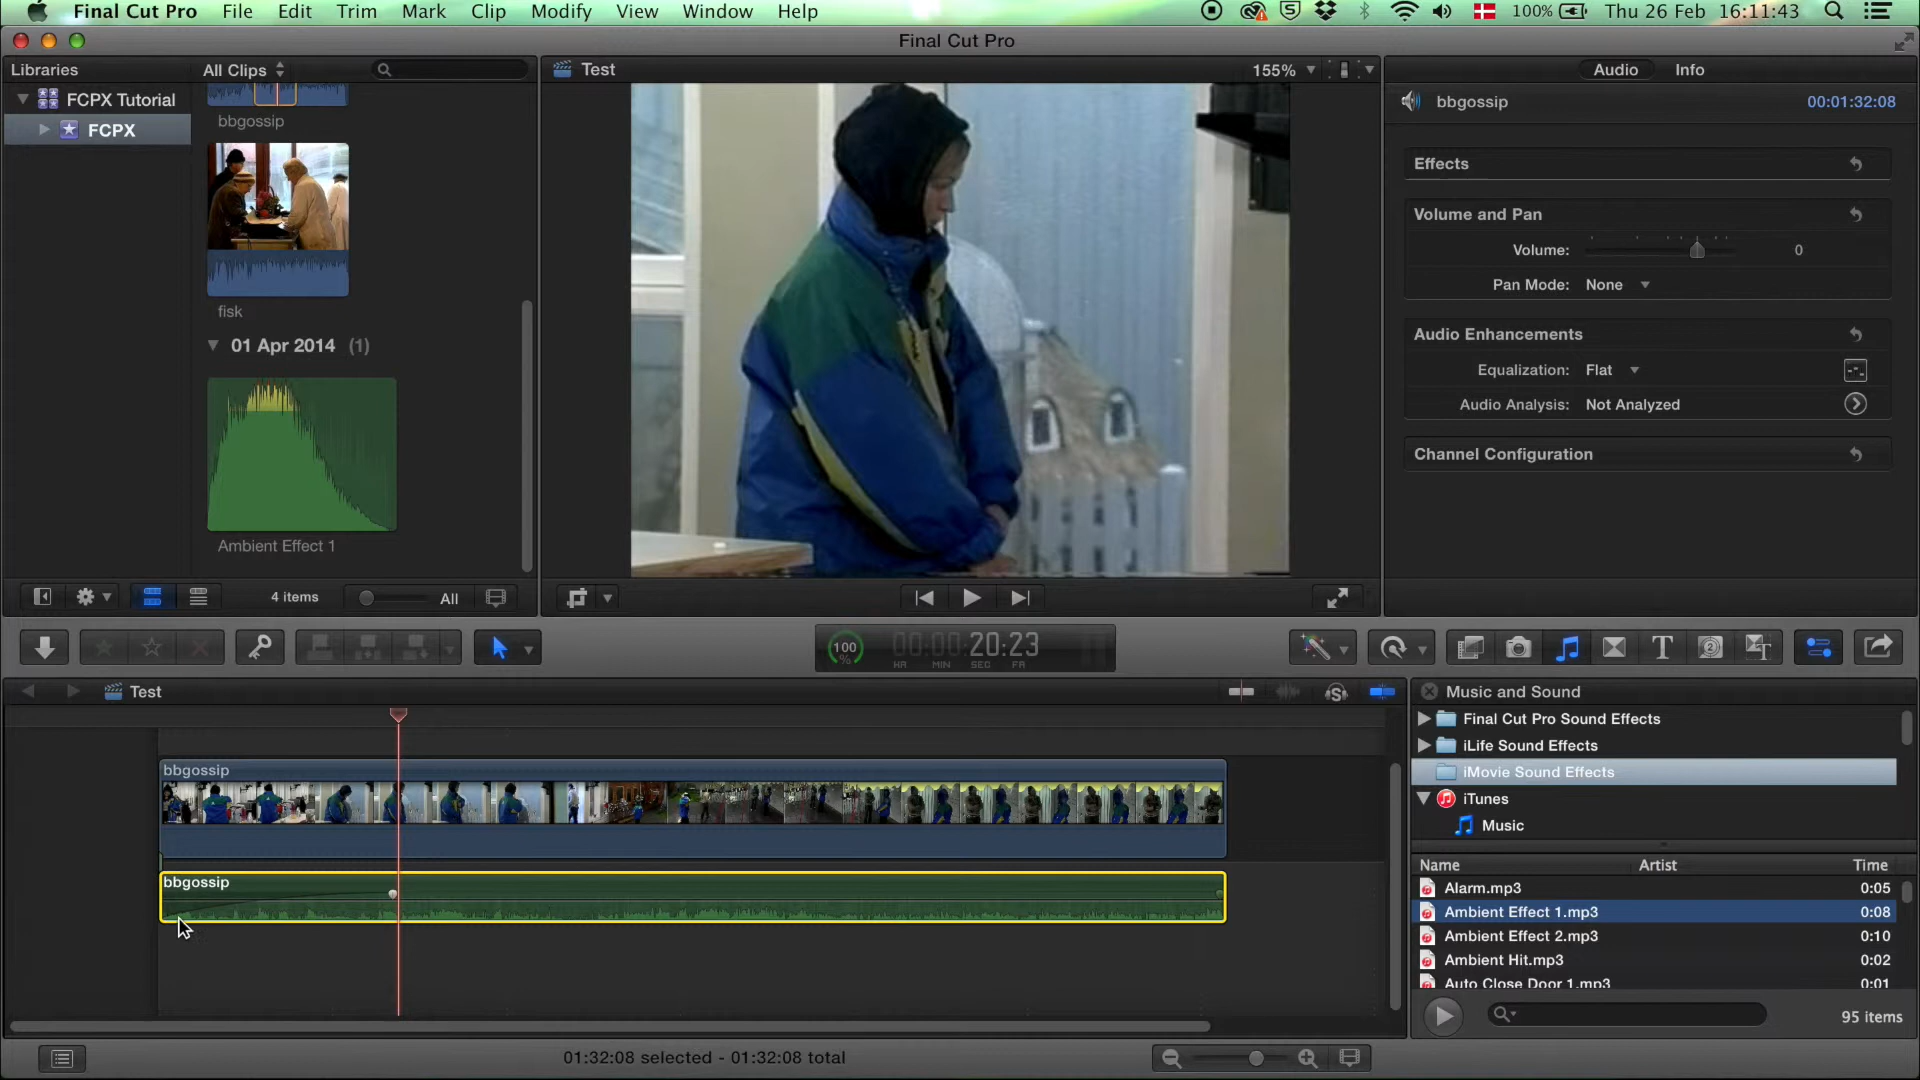 Final Cut Pro File Edit Trim Mark Clip Modify View Window Help 100% Thu 26 Feb 16:11:43
Final Cut Pro
Libraries All Clips Test 155% Audio Info
FCPX Tutorial
FCPX
bbgossip
fisk
01 Apr 2014 (1)
Ambient Effect 1
4 items All
bbgossip 00:01:32:08
Effects
Volume and Pan
Volume: 0
Pan Mode: None
Audio Enhancements
Equalization: Flat
Audio Analysis: Not Analyzed
Channel Configuration
100 % 00:00:20:23
HR MIN SEC FR
Test
bbgossip
bbgossip
01:32:08 selected - 01:32:08 total
Music and Sound
Final Cut Pro Sound Effects
iLife Sound Effects
iMovie Sound Effects
iTunes
Music
Name Artist Time
Alarm.mp3 0:05
Ambient Effect 1.mp3 0:08
Ambient Effect 2.mp3 0:10
Ambient Hit.mp3 0:02
Auto Close Door 1.mp3 0:01
95 items